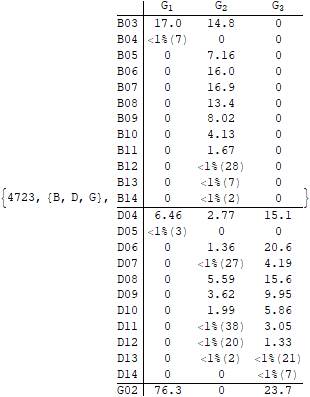 G1 G2 G3
B03 17.0 14.8 0
B04 <1%(7) 0 0
B05 0 7.16 0
B06 0 16.0 0
B07 0 16.9 0
B08 0 13.4 0
B09 0 8.02 0
B10 0 4.13 0
B11 0 1.67 0
B12 0 <1%(28) 0
B13 0 <1%(7) 0
{4723, {B, D, G}, B14 0 <1%(2) 0 }
D04 6.46 2.77 15.1
D05 <1%(3) 0 0
D06 0 1.36 20.6
D07 0 <1%(27) 4.19
D08 0 5.59 15.6
D09 0 3.62 9.95
D10 0 1.99 5.86
D11 0 <1%(38) 3.05
D12 0 <1%(20) 1.33
D13 0 <1%(2) <1%(21)
D14 0 0 <1%(7)
G02 76.3 0 23.7